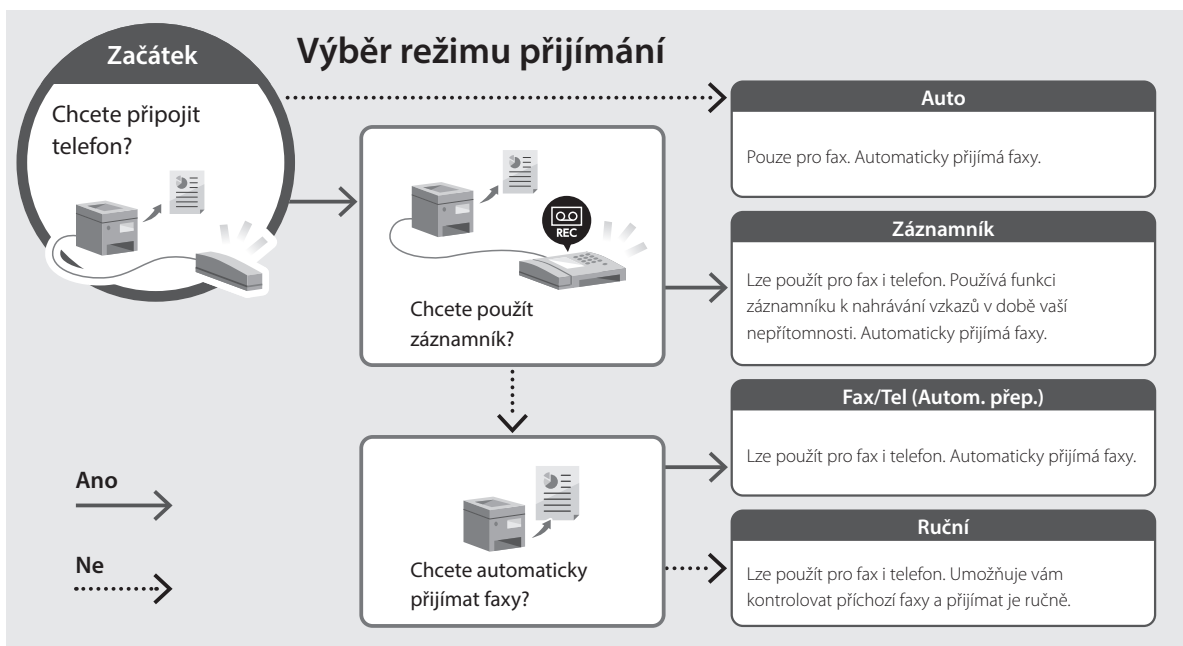 Začátek
Výběr režimu přijímání
Chcete připojit
telefon?
REC
Chcete použít
záznamník?
Chcete automaticky
přijímat faxy?
Auto
Pouze pro fax. Automaticky přijímá faxy.
Záznamník
Lze použít pro fax i telefon. Používá funkci
záznamníku k nahrávání vzkazů v době vaší
nepřítomnosti. Automaticky přijímá faxy.
Fax/Tel (Autom. přep.)
Lze použít pro fax i telefon. Automaticky přijímá faxy.
Ruční
Lze použít pro fax i telefon. Umožňuje vám
kontrolovat příchozí faxy a přijímat je ručně.
Ano
Ne